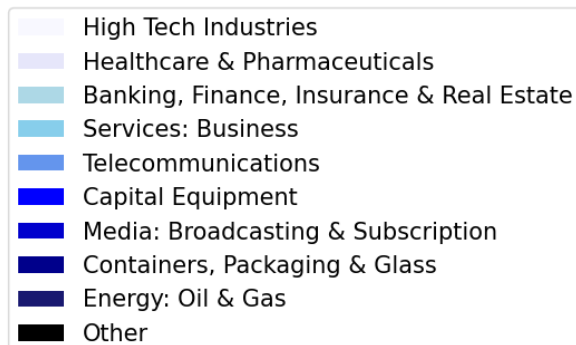 High Tech Industries
Healthcare & Pharmaceuticals
Banking, Finance, Insurance & Real Estate
Services: Business
Telecommunications
Capital Equipment
Media: Broadcasting & Subscription
Containers, Packaging & Glass
Energy: Oil & Gas
Other